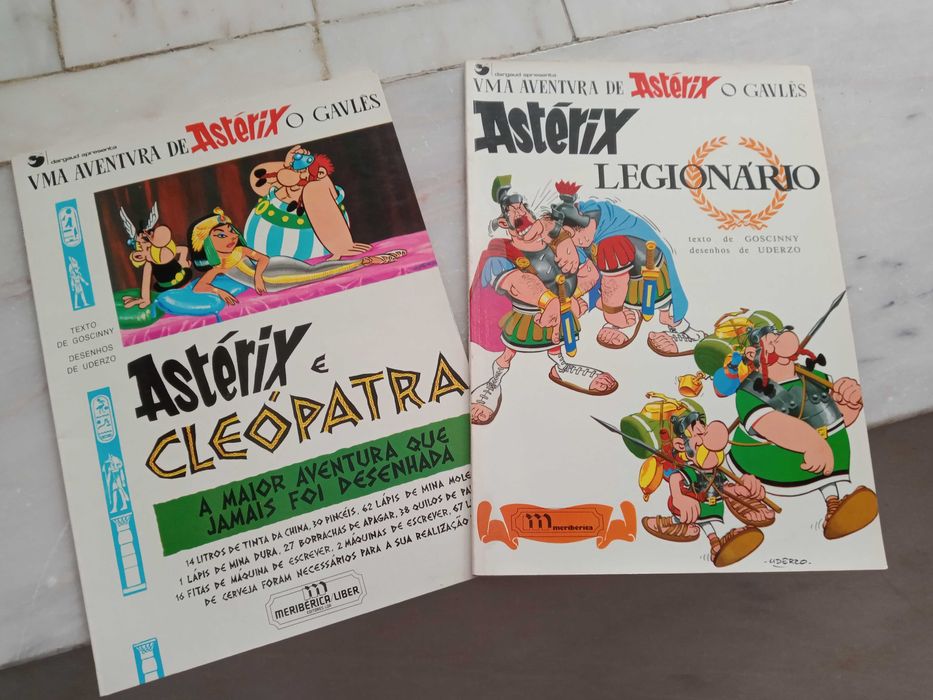 dargaud apresenta
VMA AVENTVRA DE Astérix O GAVLÊS
TEXTO
DE GOSCINNY
DESENHOS
DE UDERZO
Astérix E
CLEÓPATRA
A MAIOR AVENTURA QUE
JAMAIS FOI DESENHADA
14 LITROS DE TINTA DA CHINA, 30 PINCÉIS, 62 LÁPIS DE MINA MOLE
1 LÁPIS DE MINA DURA, 27 BORRACHAS DE APAGAR, 38 QUILOS DE
16 FITAS DE MÁQUINA DE ESCREVER, 2 MÁQUINAS DE ESCREVER, 67
DE CERVEJA FORAM NECESSÁRIOS PARA A SUA REALIZAÇÃO
m
MERIBÉRICA/LIBER
EDITORES LDA
dargaud apresenta
VMA AVENTVRA DE Astérix O GAVLÊS
Astérix
LEGIONÁRIO
texto de GOSCINNY
desenhos de UDERZO
m meribérica
UDERZO.